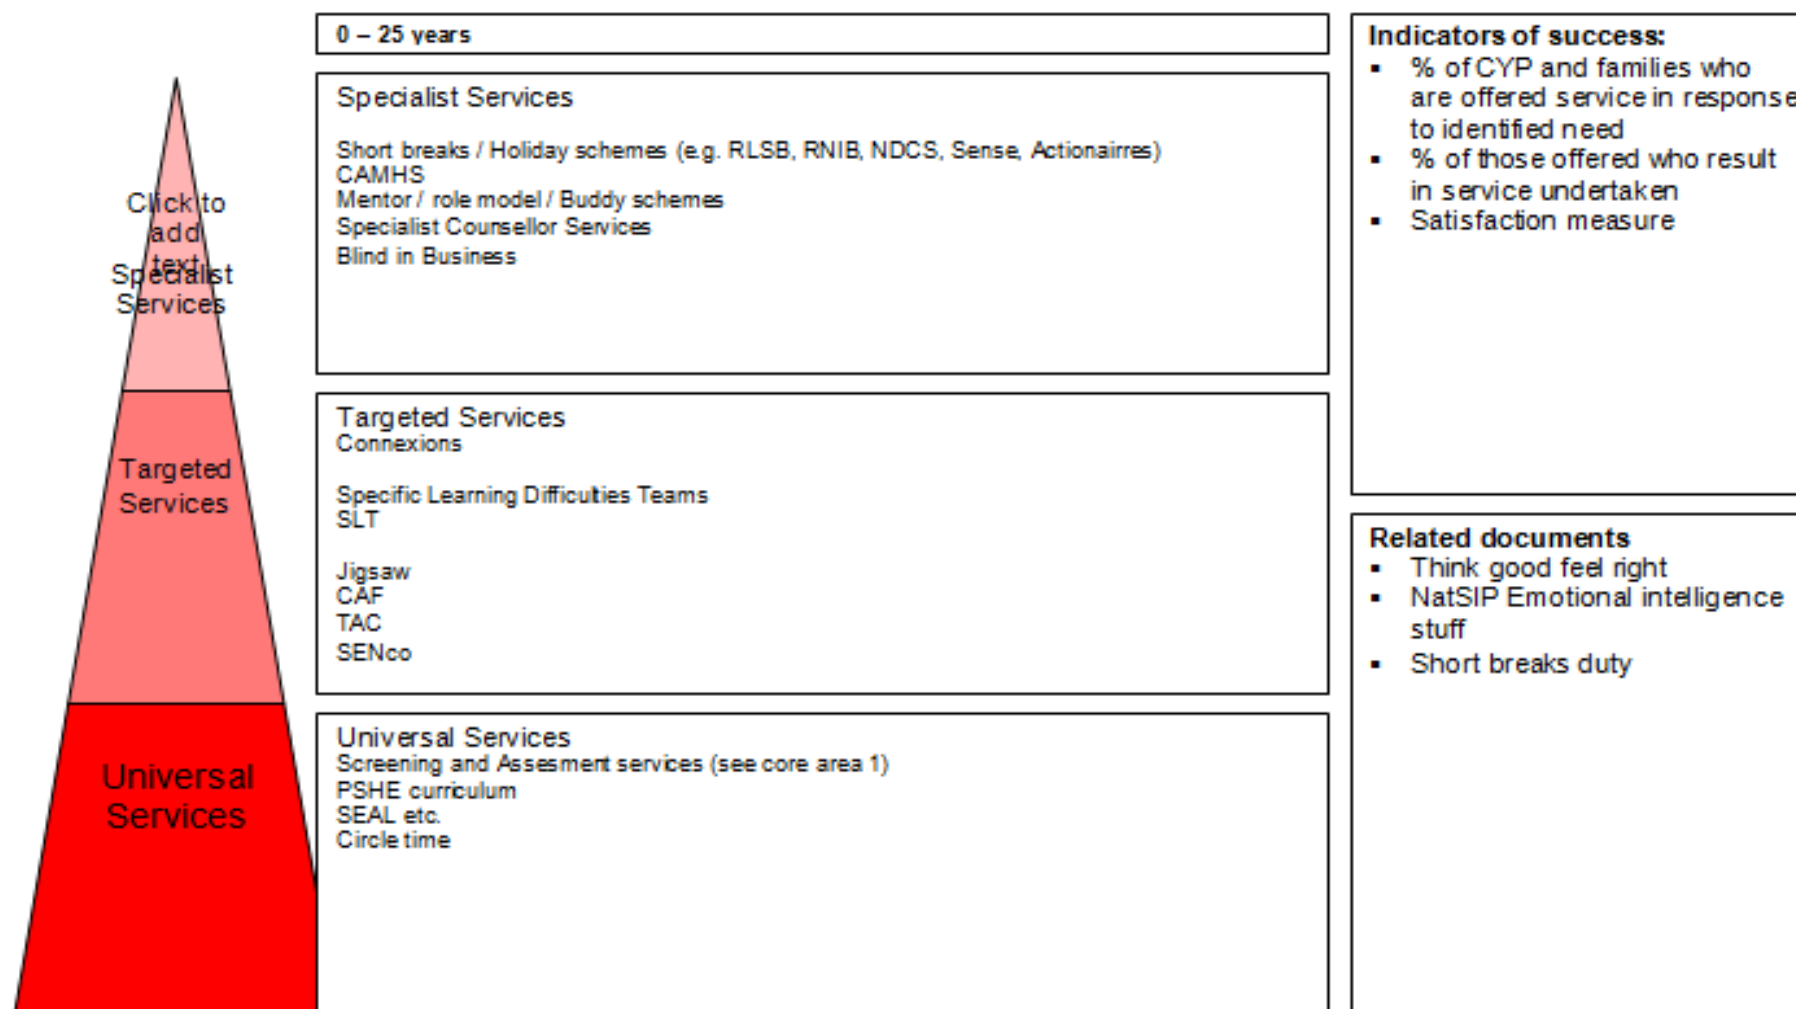 Click to
add
text
Specialist
Services
Targeted
Services
Universal
Services
0 – 25 years
Specialist Services
Short breaks / Holiday schemes (e.g. RLSB, RNIB, NDCS, Sense, Actionairres)
CAMHS
Mentor / role model / Buddy schemes
Specialist Counsellor Services
Blind in Business
Targeted Services
Connexions
Specific Learning Difficulties Teams
SLT
Jigsaw
CAF
TAC
SENco
Universal Services
Screening and Assesment services (see core area 1)
PSHE curriculum
SEAL etc.
Circle time
Indicators of success:
▪ % of CYP and families who
are offered service in response
to identified need
▪ % of those offered who result
in service undertaken
▪ Satisfaction measure
Related documents
▪ Think good feel right
▪ NatSIP Emotional intelligence
stuff
▪ Short breaks duty